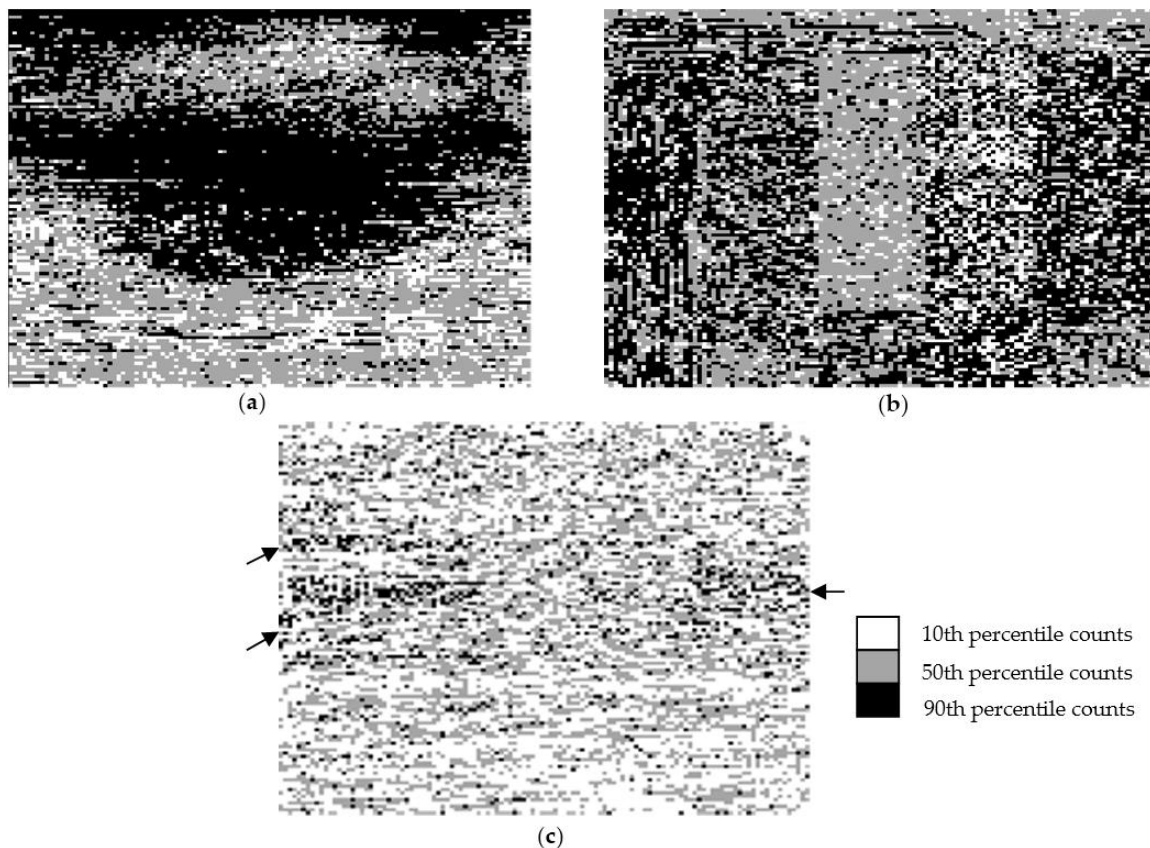 (a)
(b)
10th percentile counts
50th percentile counts
90th percentile counts
(c)